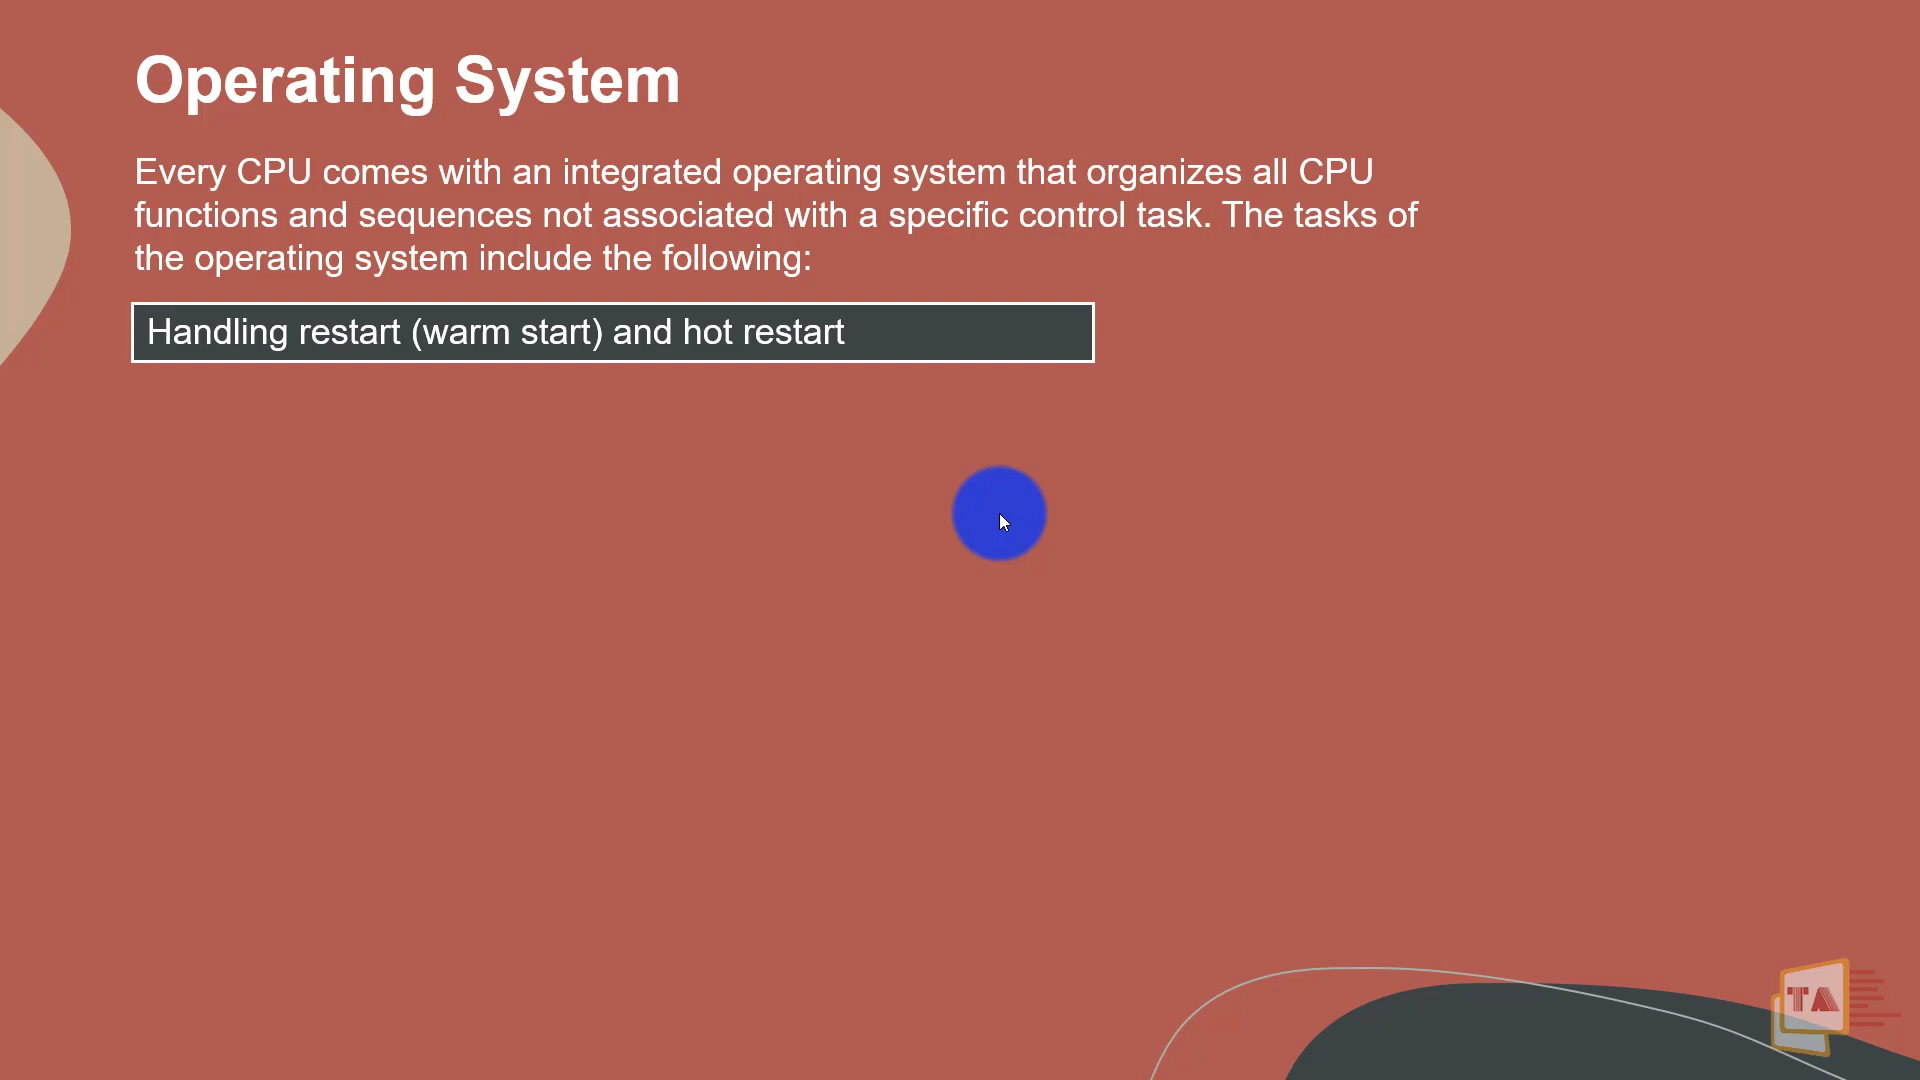 Operating System
Every CPU comes with an integrated operating system that organizes all CPU
functions and sequences not associated with a specific control task. The tasks of
the operating system include the following:
Handling restart (warm start) and hot restart
TA